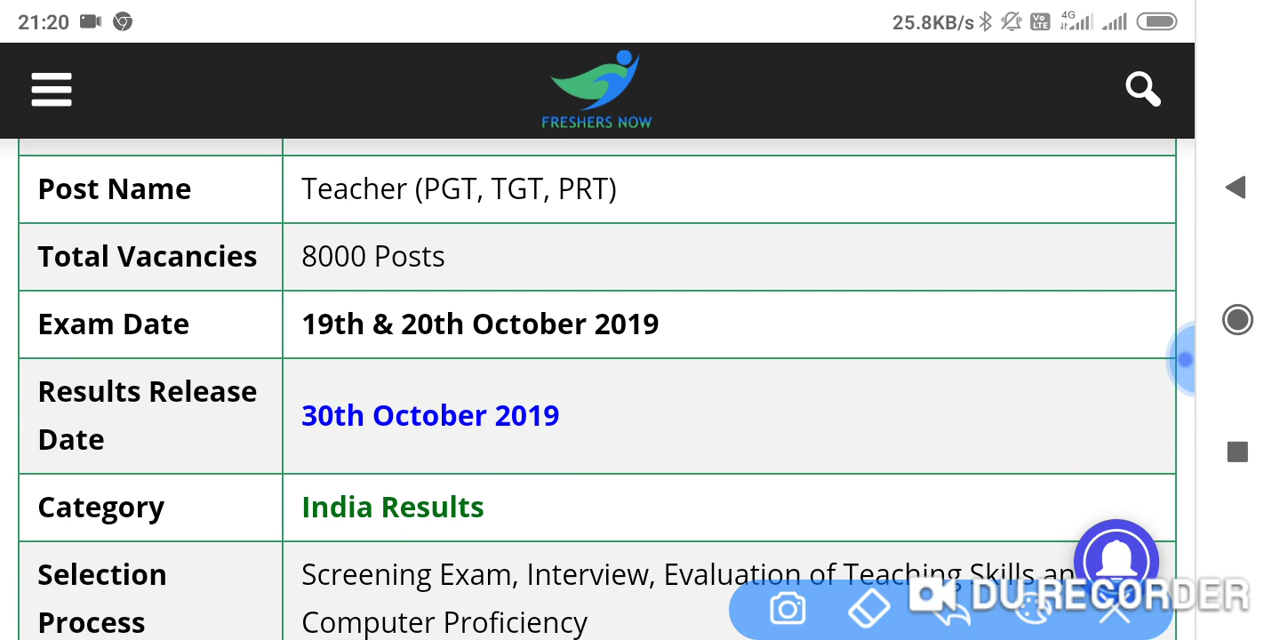 21:20 25.8KB/s Vo LTE 4G
FRESHERS NOW
Post Name Teacher (PGT, TGT, PRT)
Total Vacancies 8000 Posts
Exam Date 19th & 20th October 2019
Results Release
Date
30th October 2019
Category India Results
Selection
Process
Screening Exam, Interview, Evaluation of Teaching Skills an
Computer Proficiency
DU RECORDER